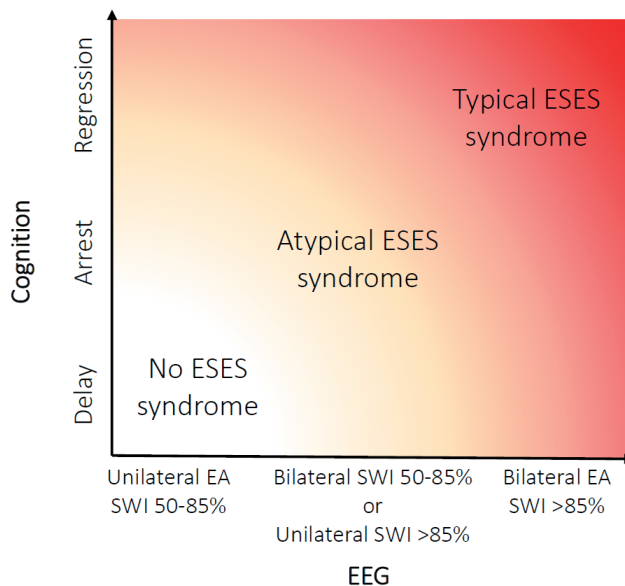 Cognition
Regression
Arrest
Delay
Typical ESES
syndrome
Atypical ESES
syndrome
No ESES
syndrome
Unilateral EA
SWI 50-85%
Bilateral SWI 50-85%
or
Unilateral SWI >85%
Bilateral EA
SWI >85%
EEG